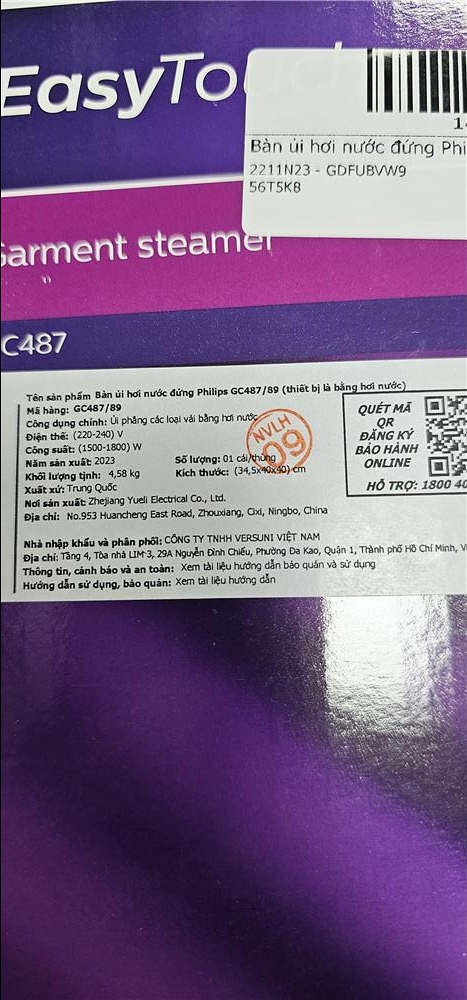 EasyTouch
14
Bàn ủi hơi nước đứng Phi
2211N23 - GDFUBVW9
56T5K8
Garment steamer
GC487
Tên sản phẩm Bàn ủi hơi nước đứng Philips GC487/89 (thiết bị là bằng hơi nước)
Mã hàng: GC487/89
Công dụng chính: Ủi phẳng các loại vải bằng hơi nước
Điện thế: (220-240) V
Công suất: (1500-1800) W
Năm sản xuất: 2023
Số lượng: 01 cái/thùng
Khối lượng tịnh: 4,58 kg
Kích thước: (34,5x40x40) cm
Xuất xứ: Trung Quốc
Nơi sản xuất: Zhejiang Yueli Electrical Co., Ltd.
Địa chỉ: No.953 Huancheng East Road, Zhouxiang, Cixi, Ningbo, China
NVLH
09
QUÉT MÃ
QR
ĐĂNG KÝ
BẢO HÀNH
ONLINE
HỖ TRỢ: 1800 40
Nhà nhập khẩu và phân phối: CÔNG TY TNHH VERSUNI VIỆT NAM
Địa chỉ: Tầng 4, Tòa nhà LIM 3, 29A Nguyễn Đình Chiểu, Phường Đa Kao, Quận 1, Thành phố Hồ Chí Minh, Vi
Thông tin, cảnh báo và an toàn: Xem tài liệu hướng dẫn bảo quản và sử dụng
Hướng dẫn sử dụng, bảo quản: Xem tài liệu hướng dẫn